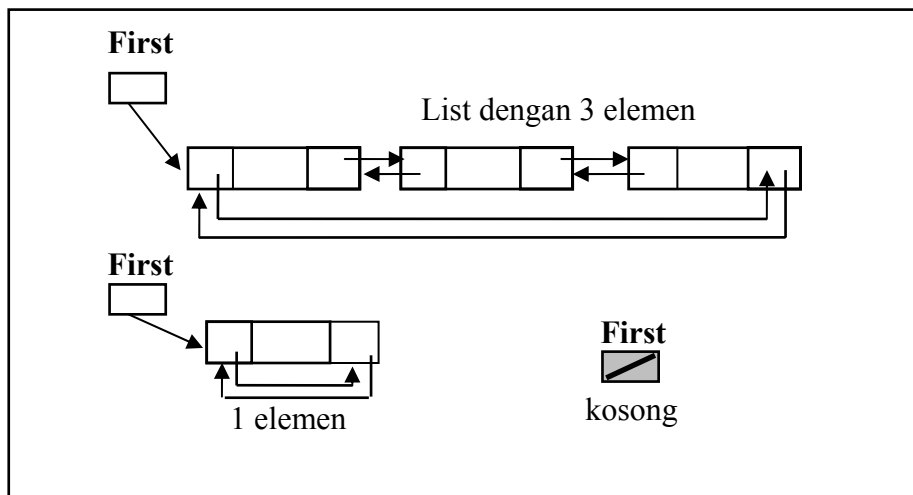 First
List dengan 3 elemen
First
First
1 elemen
kosong